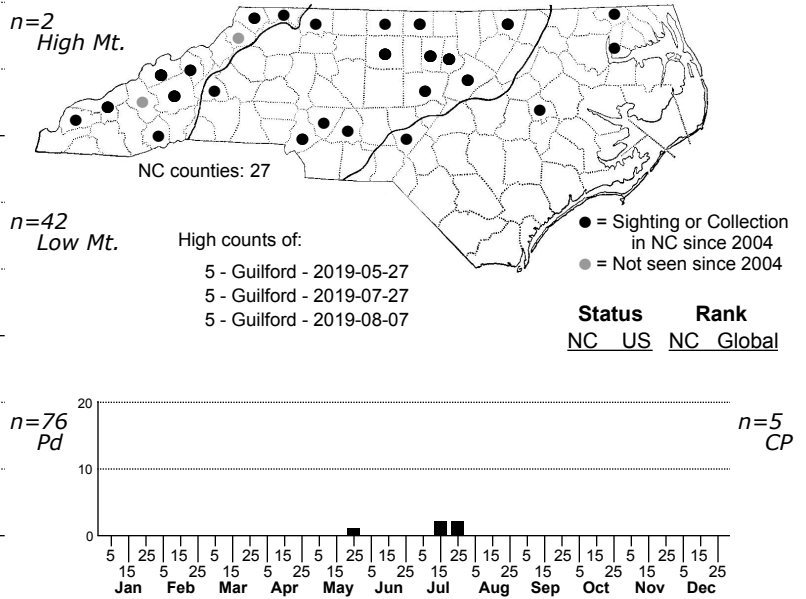 n=2
High Mt.
NC counties: 27
n=42
Low Mt.
High counts of:
5 - Guilford - 2019-05-27
5 - Guilford - 2019-07-27
5 - Guilford - 2019-08-07
● = Sighting or Collection
in NC since 2004
● = Not seen since 2004
Status Rank
NC US NC Global
n=76
Pd
n=5
CP
20
10
0
5 25 15 5 25 15 5 25 15 5 25 15 5 25 15 5 25 15
15 5 25 15 5 25 15 5 25 15 5 25 15 5 25 15 5 25
Jan Feb Mar Apr May Jun Jul Aug Sep Oct Nov Dec